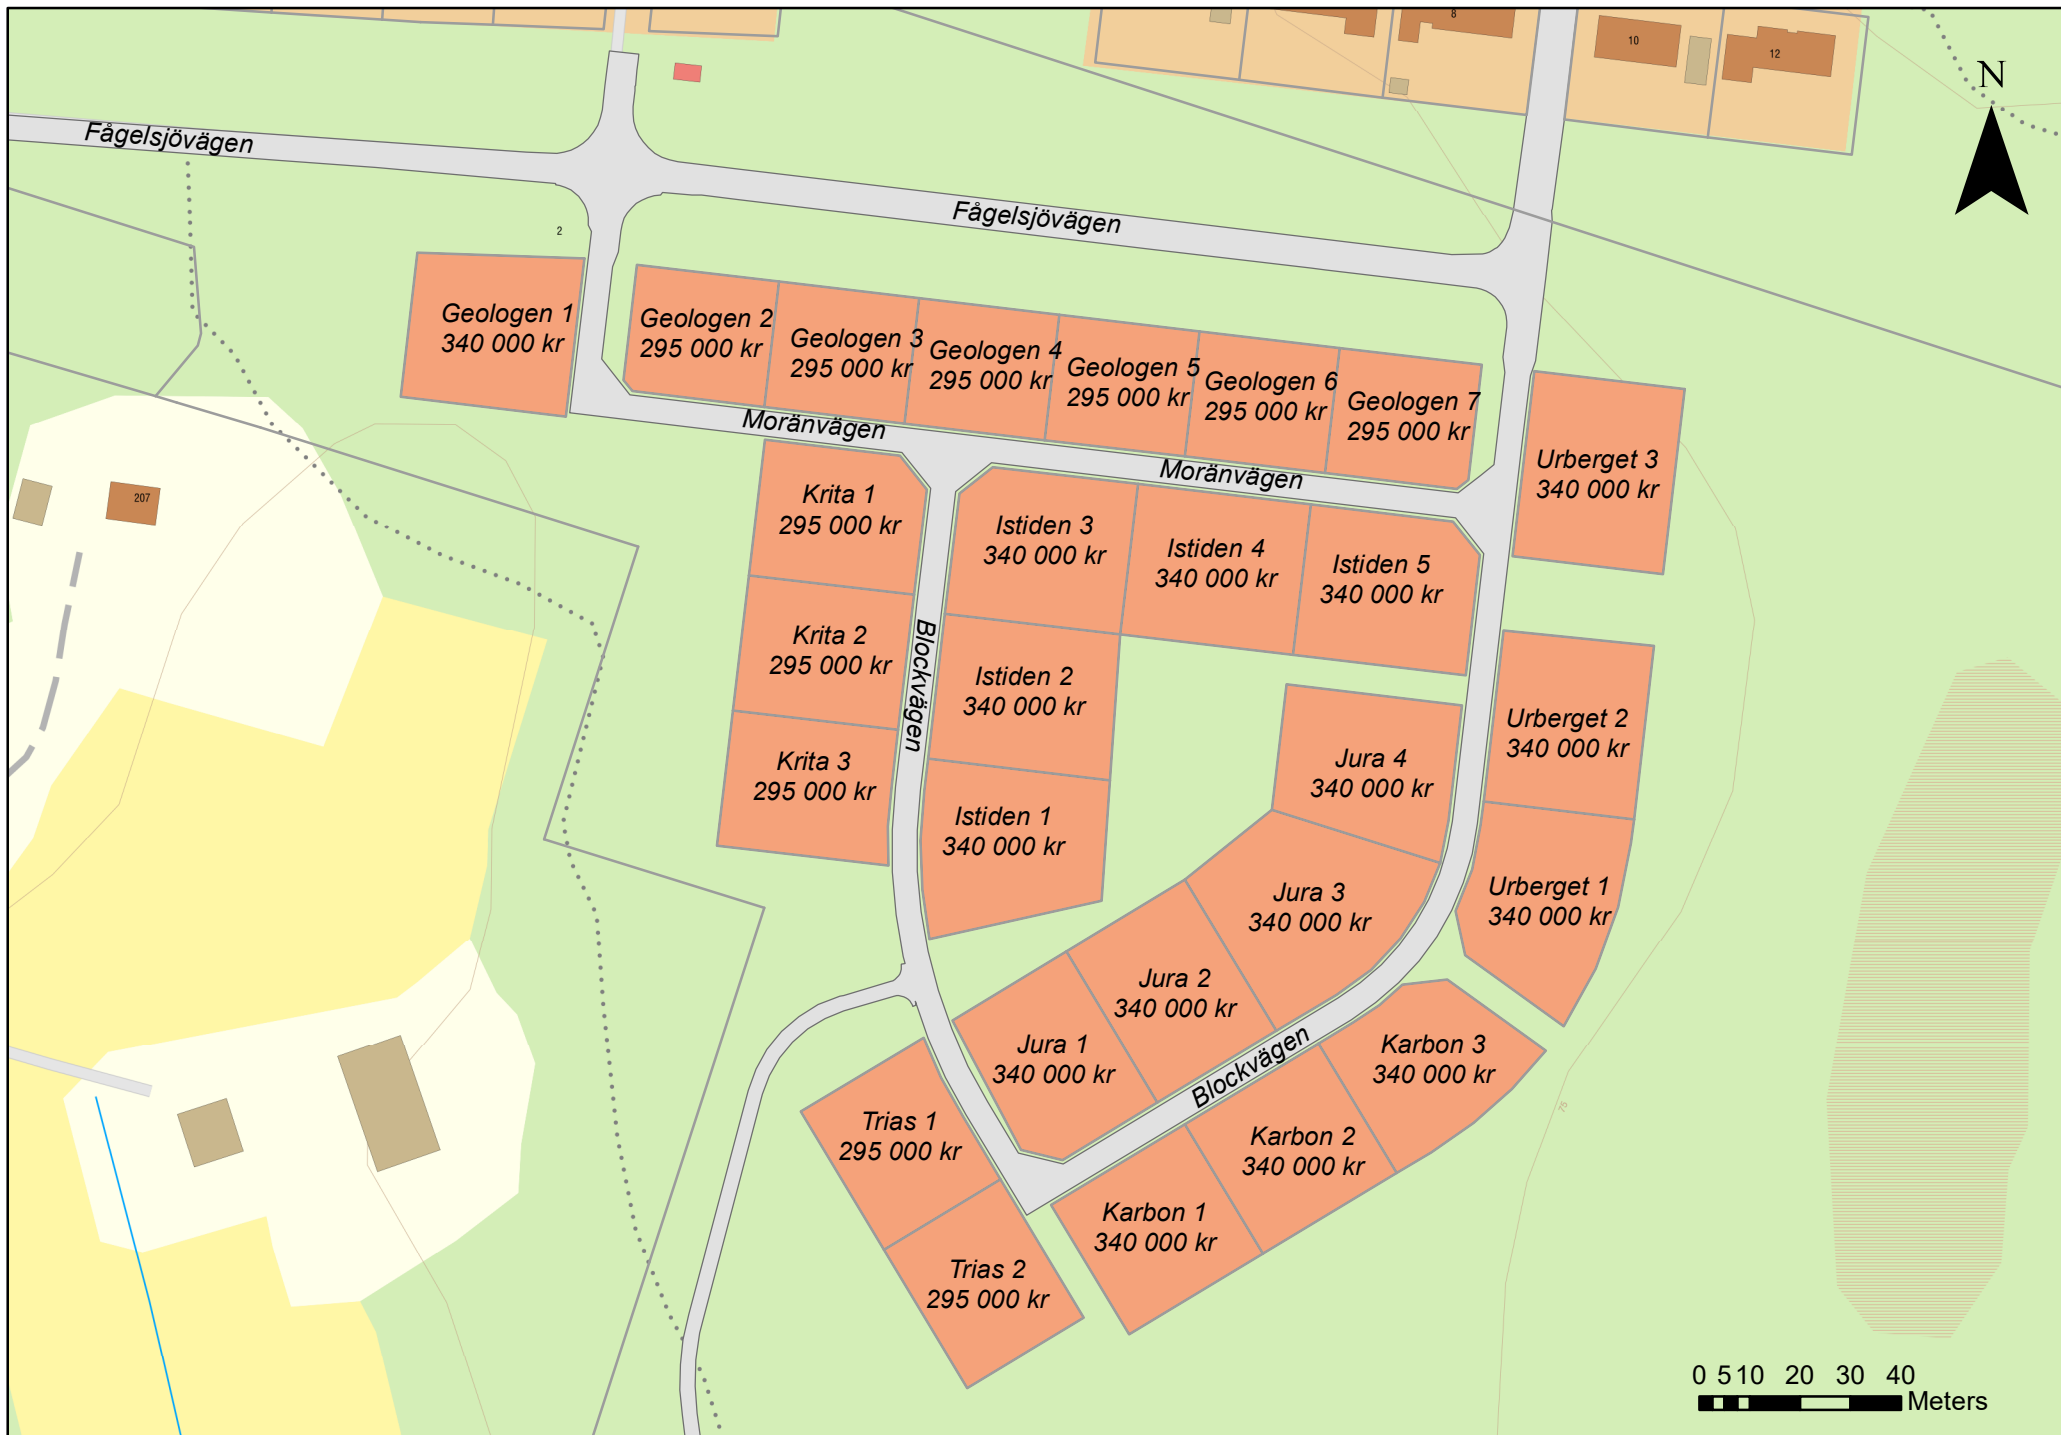 8
10
12
N
Fågelsjövägen
Fågelsjövägen
2
Geologen 1
340 000 kr
Geologen 2
295 000 kr
Geologen 3
295 000 kr
Geologen 4
295 000 kr
Geologen 5
295 000 kr
Geologen 6
295 000 kr
Geologen 7
295 000 kr
Moränvägen
Moränvägen
Urberget 3
340 000 kr
207
Krita 1
295 000 kr
Istiden 3
340 000 kr
Istiden 4
340 000 kr
Istiden 5
340 000 kr
Krita 2
295 000 kr
Blockvägen
Istiden 2
340 000 kr
Urberget 2
340 000 kr
Krita 3
295 000 kr
Jura 4
340 000 kr
Istiden 1
340 000 kr
Jura 3
340 000 kr
Urberget 1
340 000 kr
Jura 2
340 000 kr
Jura 1
340 000 kr
Blockvägen
Karbon 3
340 000 kr
75
Trias 1
295 000 kr
Karbon 2
340 000 kr
Karbon 1
340 000 kr
Trias 2
295 000 kr
0 5 10 20 30 40
Meters